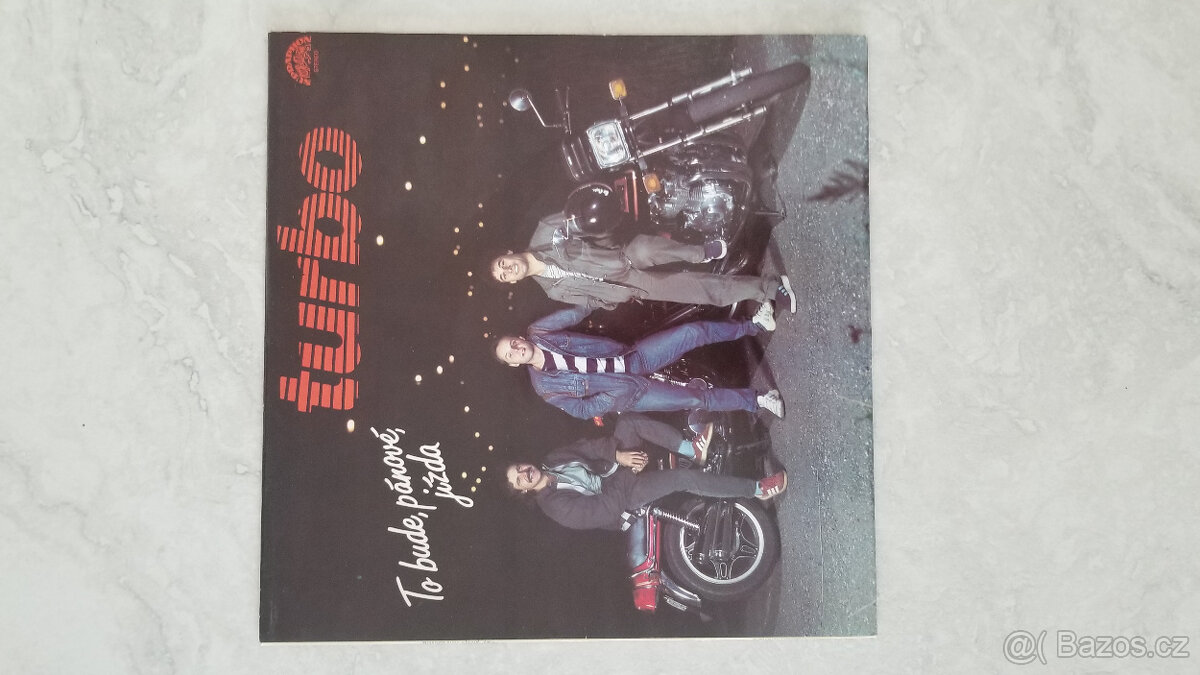 turbo
To bude, pánové,
jízda
@( Bazos.cz